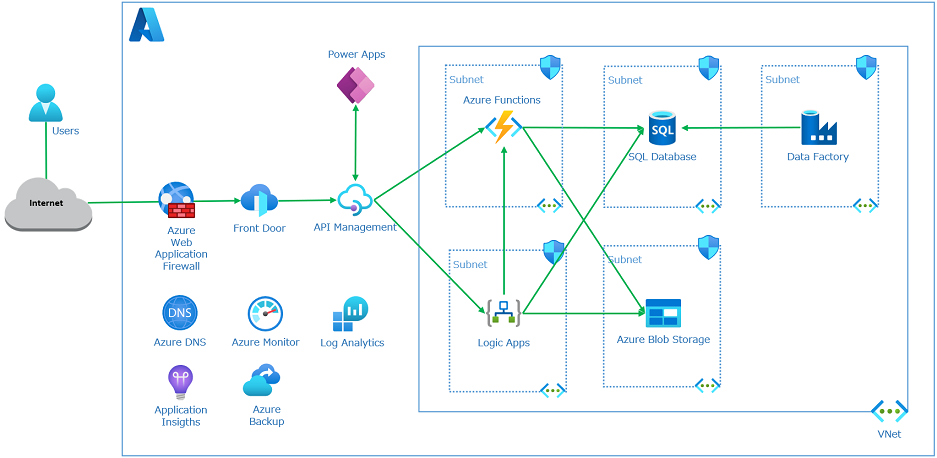 Power Apps
Subnet
Subnet
Subnet
Azure Functions
Users
SQL
SQL Database
Data Factory
Internet
Azure
Web
Application
Firewall
Front Door
API Management
Subnet
Subnet
DNS
Azure DNS
Azure Monitor
Log Analytics
Logic Apps
Azure Blob Storage
Application
Insigths
Azure
Backup
VNet